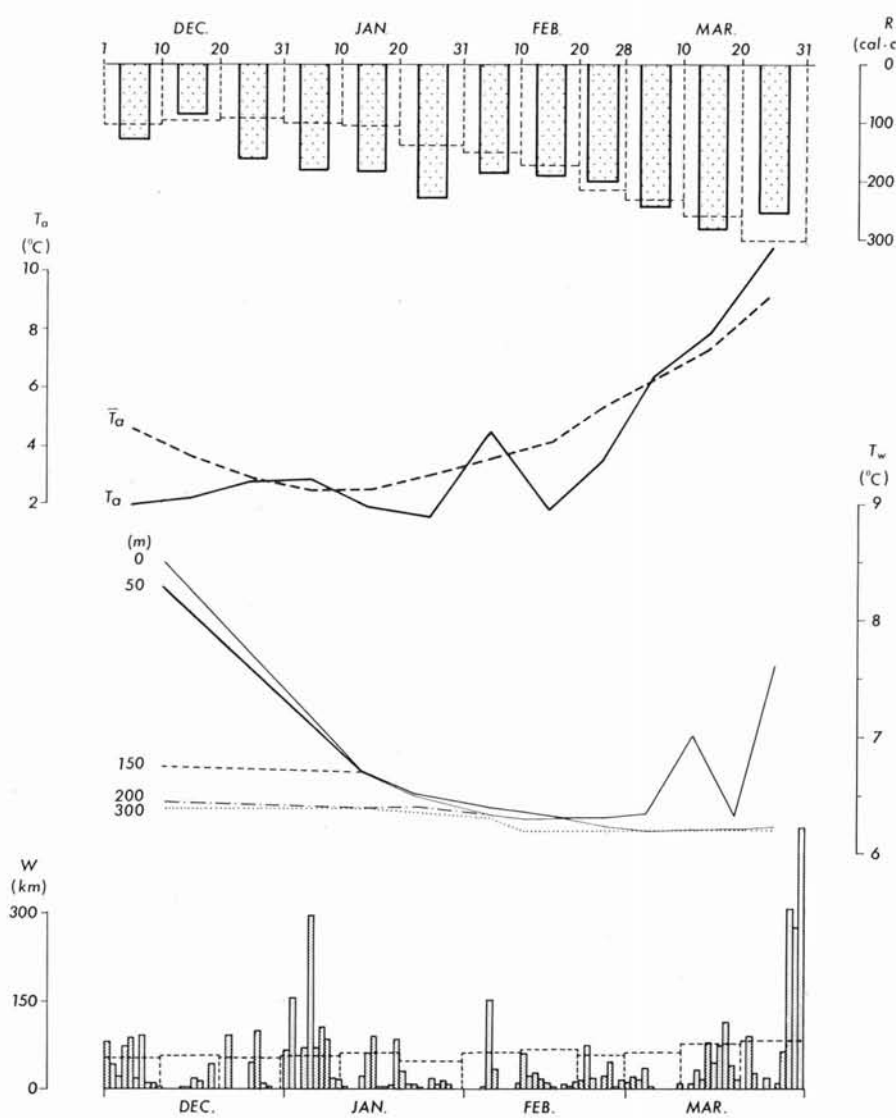 DEC. JAN. FEB. MAR. R
1 10 20 31 10 20 31 10 20 28 10 20 31 (cal·c
0
100
200
300
Ta
(°C)
10
8
6
4
2
T̄a
Ta
Tw
(°C)
9
8
7
6
(m)
0
50
150
200
300
W
(km)
300
150
0
DEC. JAN. FEB. MAR.